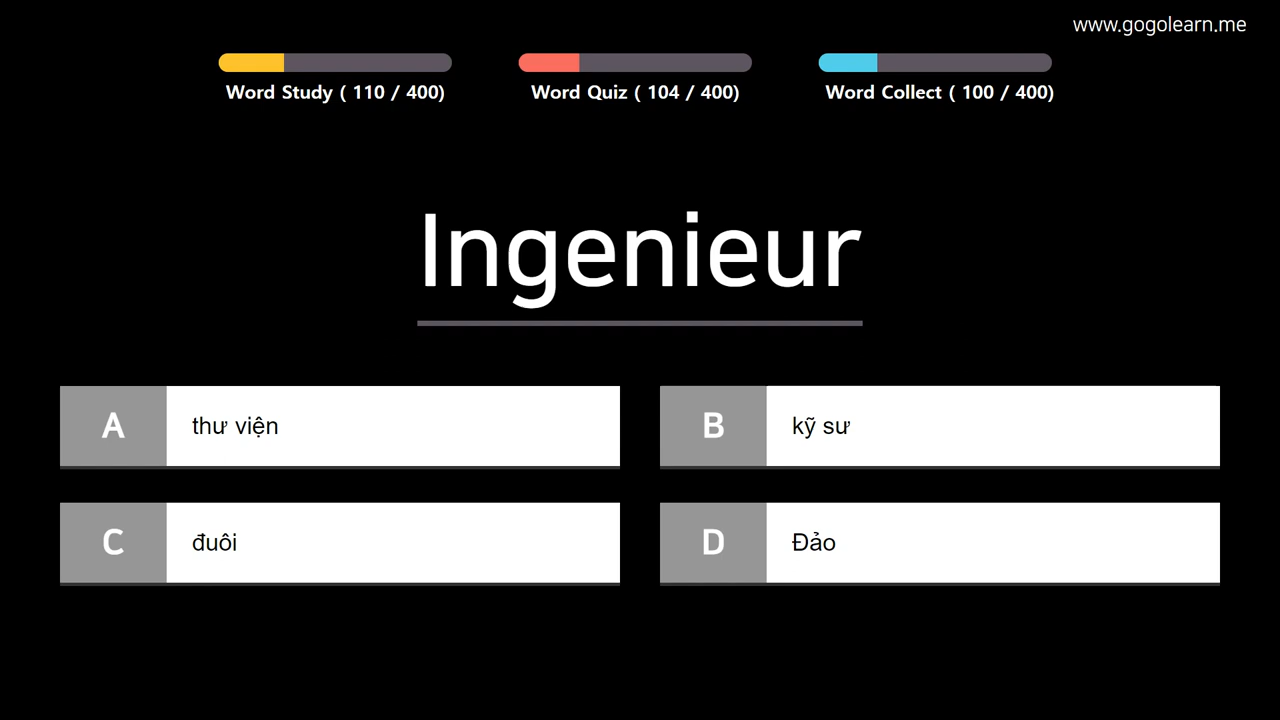 www.gogolearn.me
Word Study ( 110 / 400)
Word Quiz ( 104 / 400)
Word Collect ( 100 / 400)
Ingenieur
A
thư viện
B
kỹ sư
C
đuôi
D
Đảo